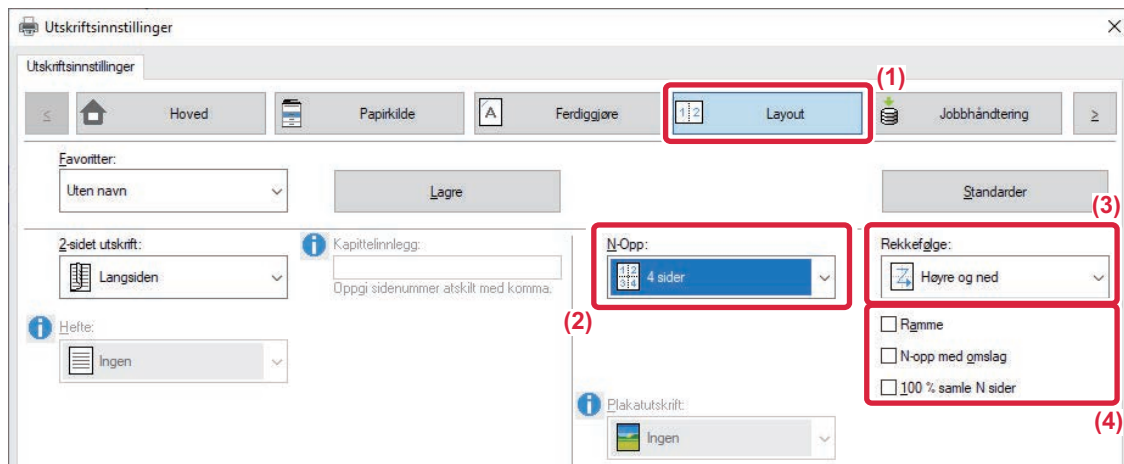 Utskriftsinnstillinger
Utskriftsinnstillinger
(1)
Hoved
Papirkilde
Ferdiggjøre
Layout
Jobbhåndtering
Favoritter:
Uten navn
Lagre
Standarder
(3)
2-sidet utskrift:
Kapittelinnlegg:
N-Opp:
Rekkefølge:
Langsiden
4 sider
Høyre og ned
Oppgi sidenummer atskilt med komma.
(2)
Hefte:
Ramme
Ingen
N-opp med omslag
100 % samle N sider
Plakatutskrift:
(4)
Ingen